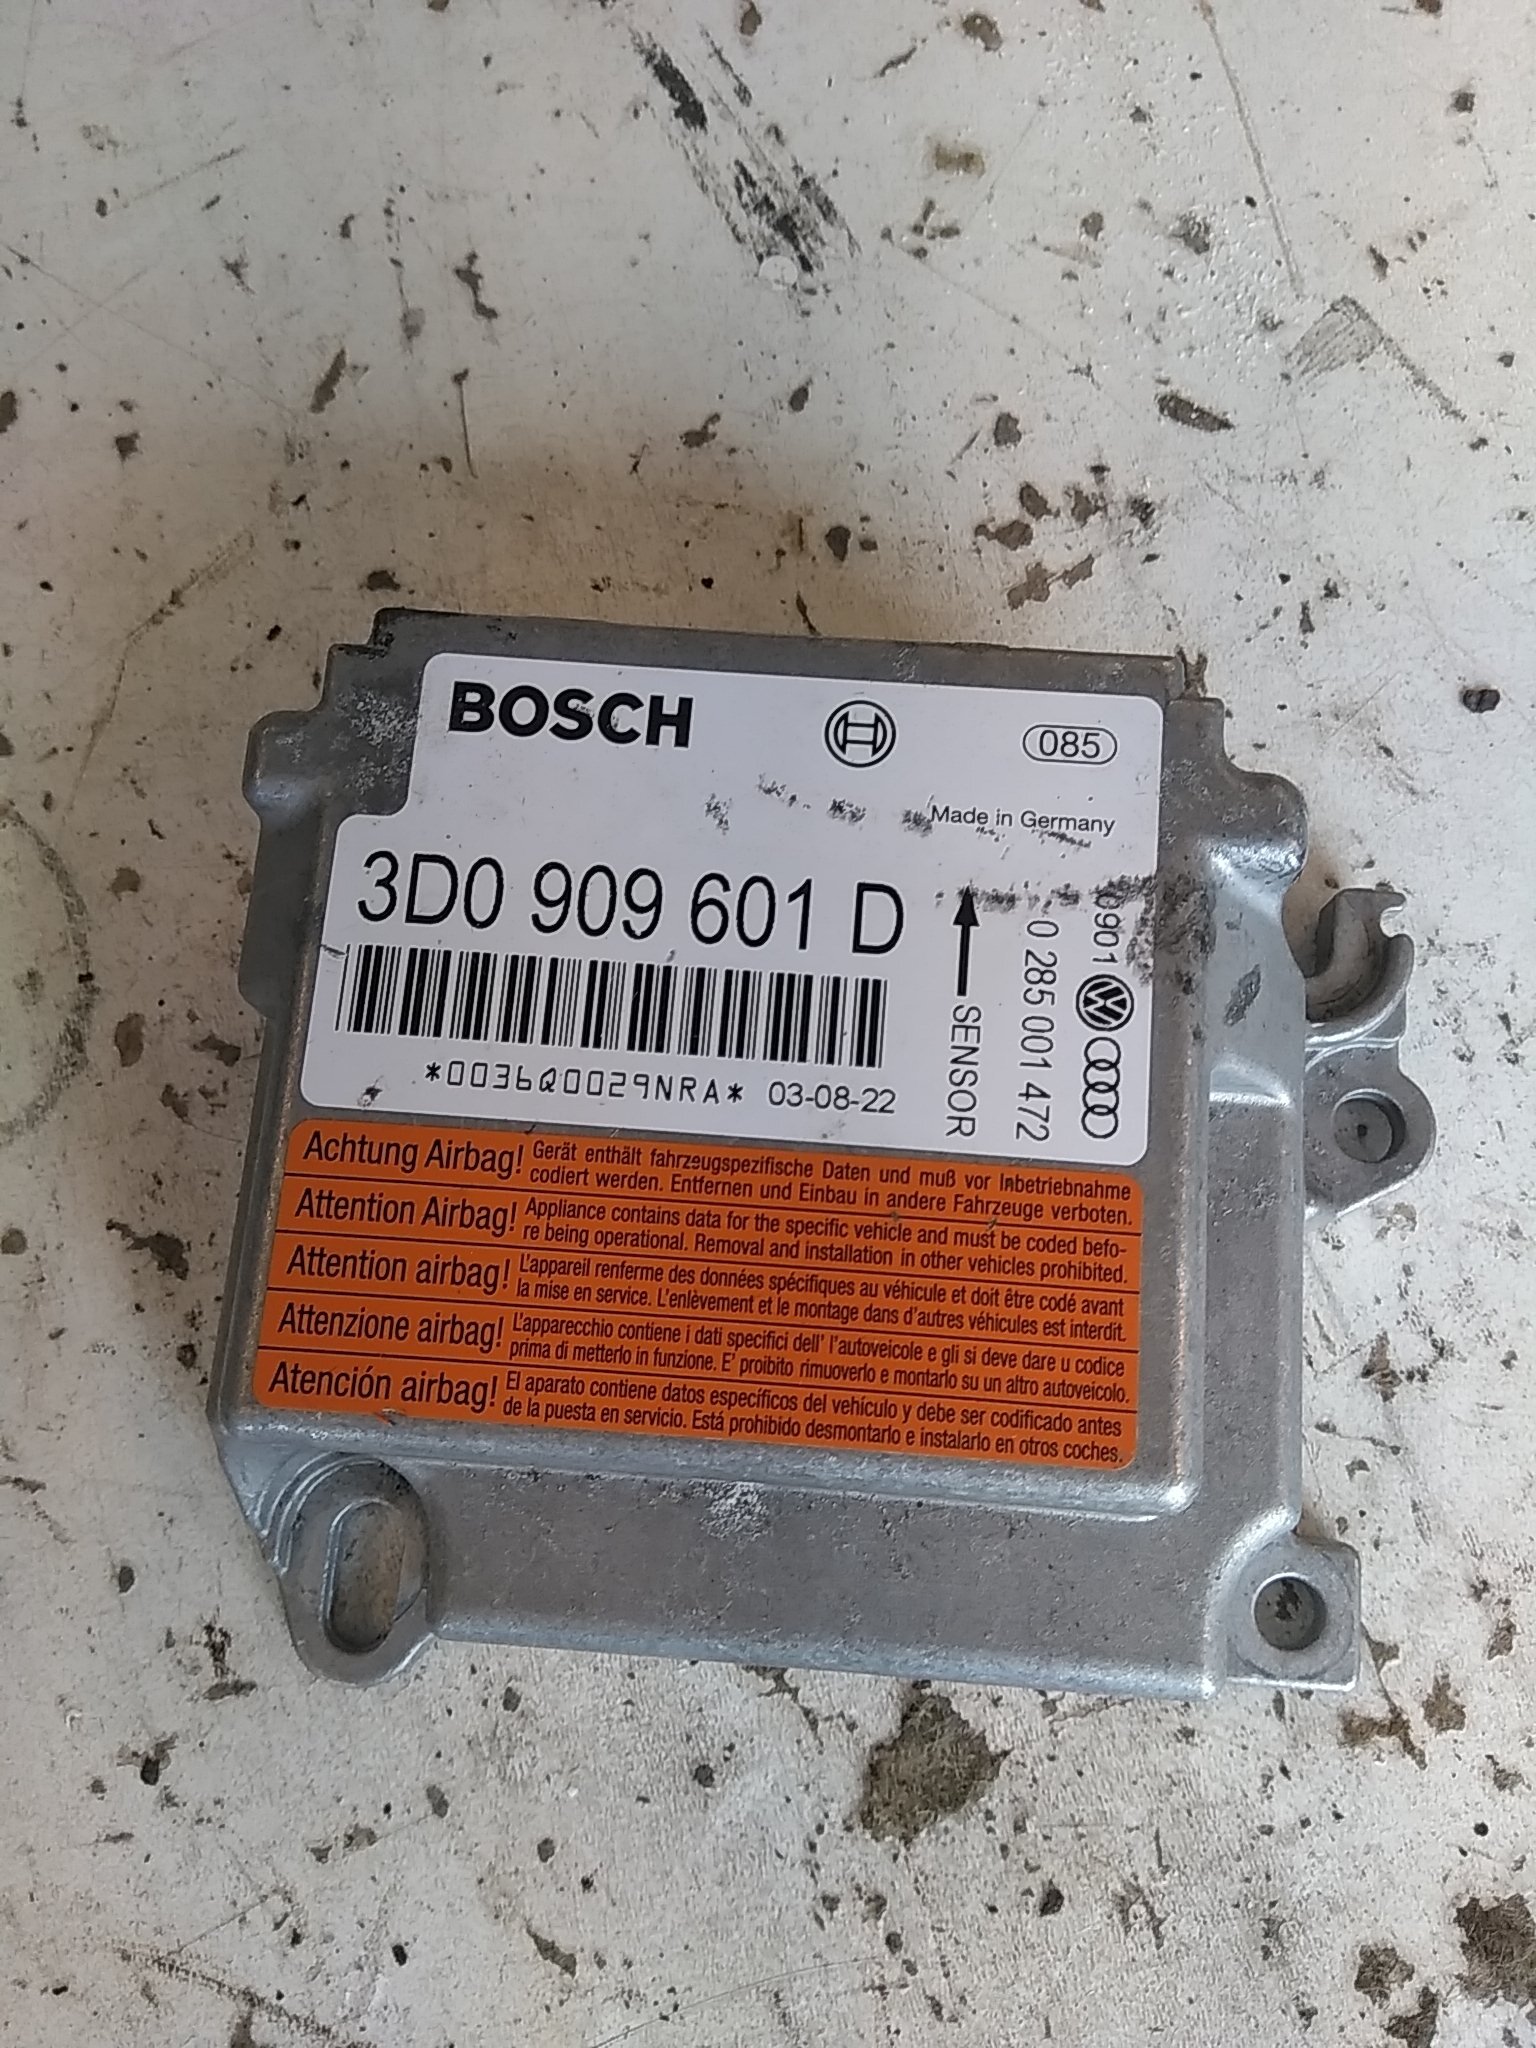 BOSCH
085
Made in Germany
3D0 909 601 D
*0036Q0029NRA* 03-08-22
SENSOR
0 285 001 472
0901
Achtung Airbag! Gerät enthält fahrzeugspezifische Daten und muß vor Inbetriebnahme
codiert werden. Entfernen und Einbau in andere Fahrzeuge verboten.
Attention Airbag! Appliance contains data for the specific vehicle and must be coded befo-
re being operational. Removal and installation in other vehicles prohibited.
Attention airbag! L'appareil renferme des données spécifiques au véhicule et doit être codé avant
la mise en service. L'enlèvement et le montage dans d'autres véhicules est interdit.
Attenzione airbag! L'apparecchio contiene i dati specifici dell' l'autoveicole e gli si deve dare u codice
prima di metterlo in funzione. E' proibito rimuoverlo e montarlo su un altro autoveicolo.
Atención airbag! El aparato contiene datos específicos del vehículo y debe ser codificado antes
de la puesta en servicio. Está prohibido desmontarlo e instalarlo en otros coches.